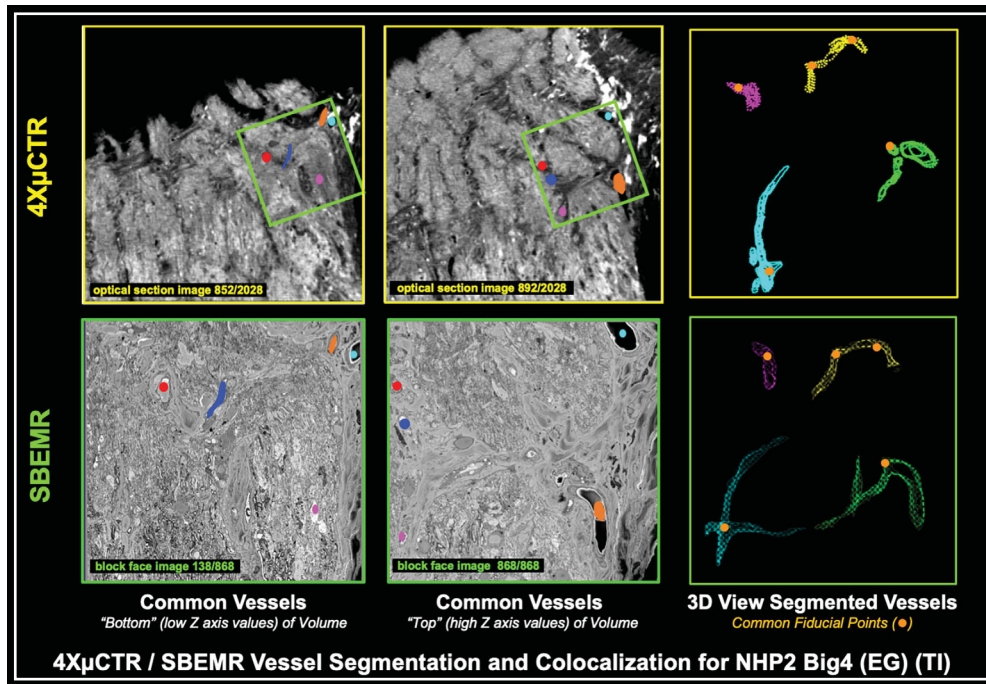 4XµCTR
optical section image 852/2028
optical section image 892/2028
SBEMR
block face image 138/868
block face image 868/868
Common Vessels
"Bottom" (low Z axis values) of Volume
Common Vessels
"Top" (high Z axis values) of Volume
3D View Segmented Vessels
Common Fiducial Points (●)
4XµCTR / SBEMR Vessel Segmentation and Colocalization for NHP2 Big4 (EG) (TI)